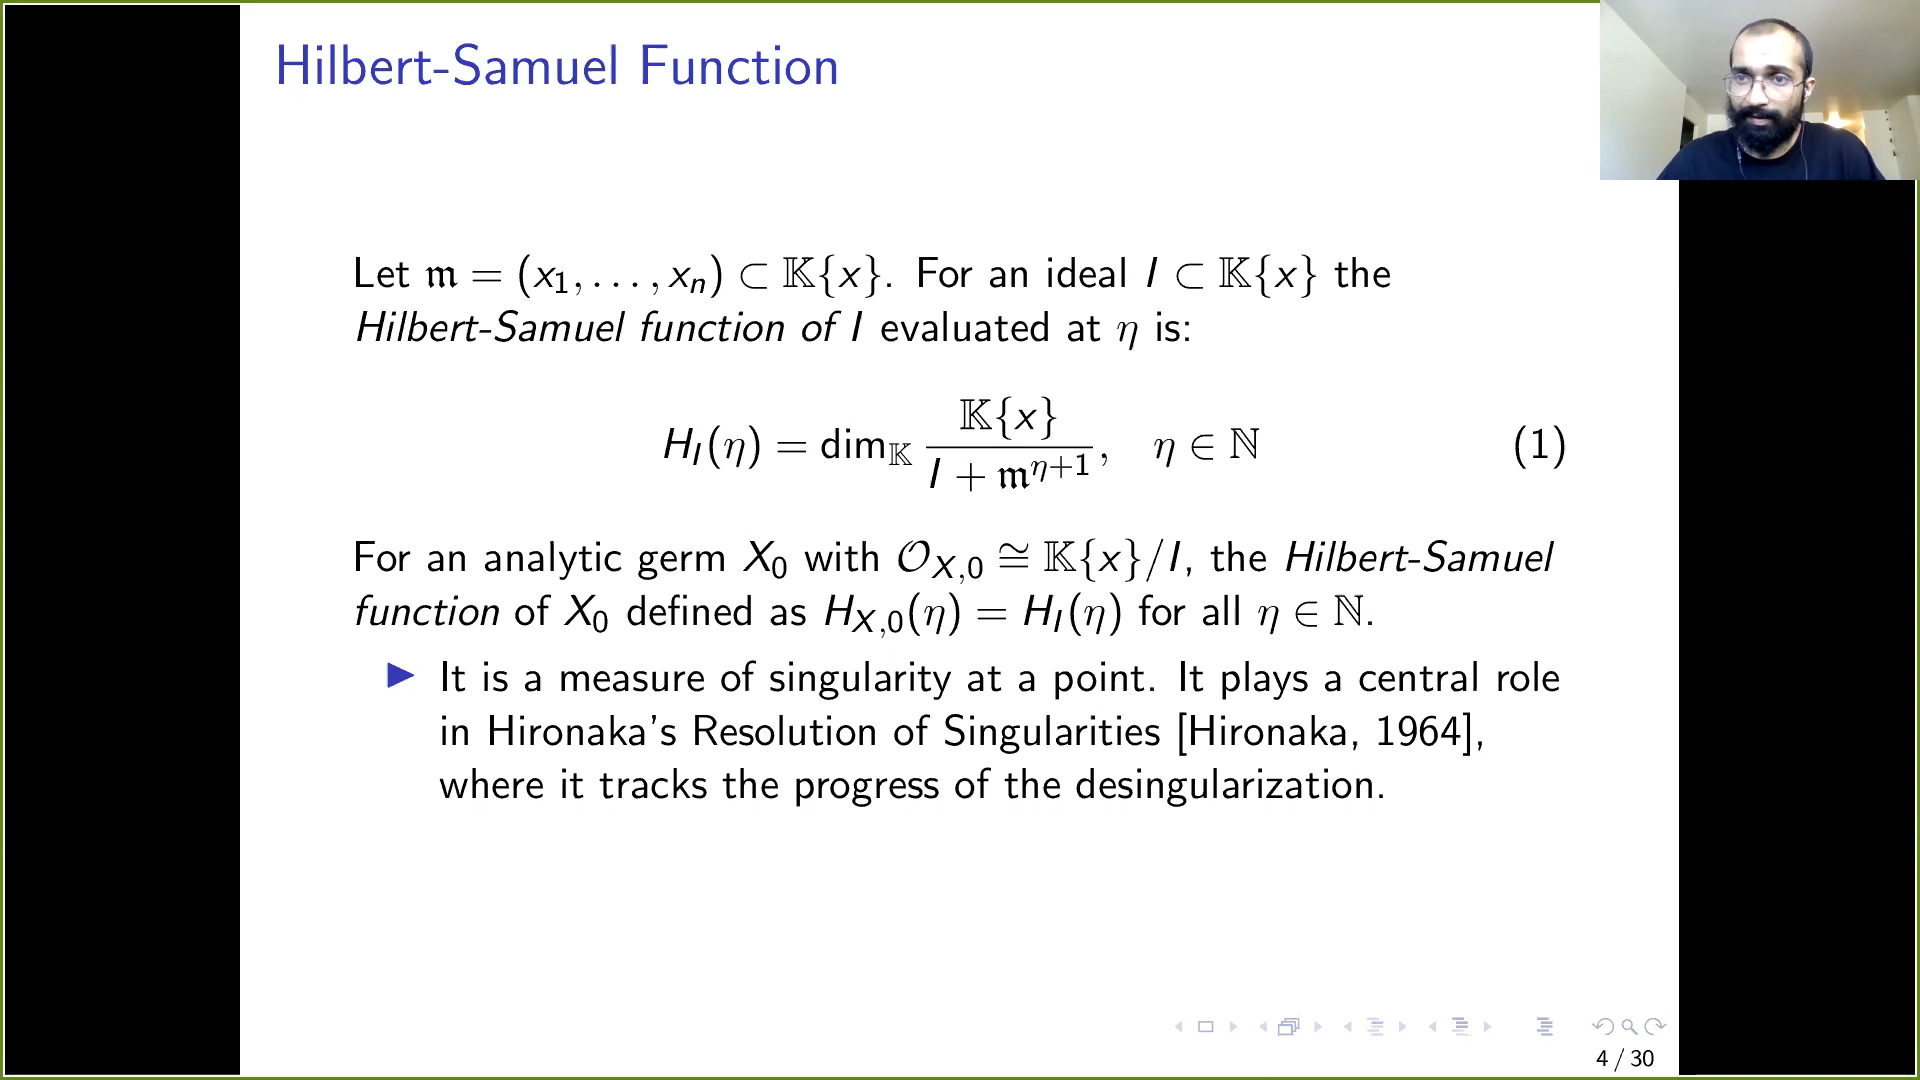 Hilbert-Samuel Function
Let 𝔪 = (x₁, . . . , xₙ) ⊂ 𝕂{x}. For an ideal I ⊂ 𝕂{x} the
Hilbert-Samuel function of I evaluated at η is:
H_I(η) = dim_𝕂 𝕂{x} / (I + 𝔪^{η+1}), η ∈ ℕ (1)
For an analytic germ X₀ with 𝒪_{X,0} ≅ 𝕂{x}/I, the Hilbert-Samuel
function of X₀ defined as H_{X,0}(η) = H_I(η) for all η ∈ ℕ.
▶ It is a measure of singularity at a point. It plays a central role
in Hironaka's Resolution of Singularities [Hironaka, 1964],
where it tracks the progress of the desingularization.
4 / 30